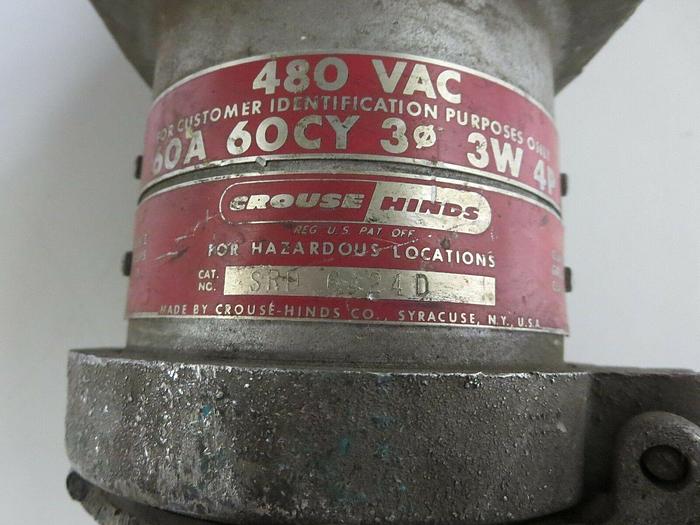 480 VAC
FOR CUSTOMER IDENTIFICATION PURPOSES
60A 60CY 3ø 3W 4P
CROUSE HINDS
REG. U.S. PAT. OFF.
FOR HAZARDOUS LOCATIONS
CAT. NO. 24D
MADE BY CROUSE-HINDS CO., SYRACUSE, N.Y., U.S.A.